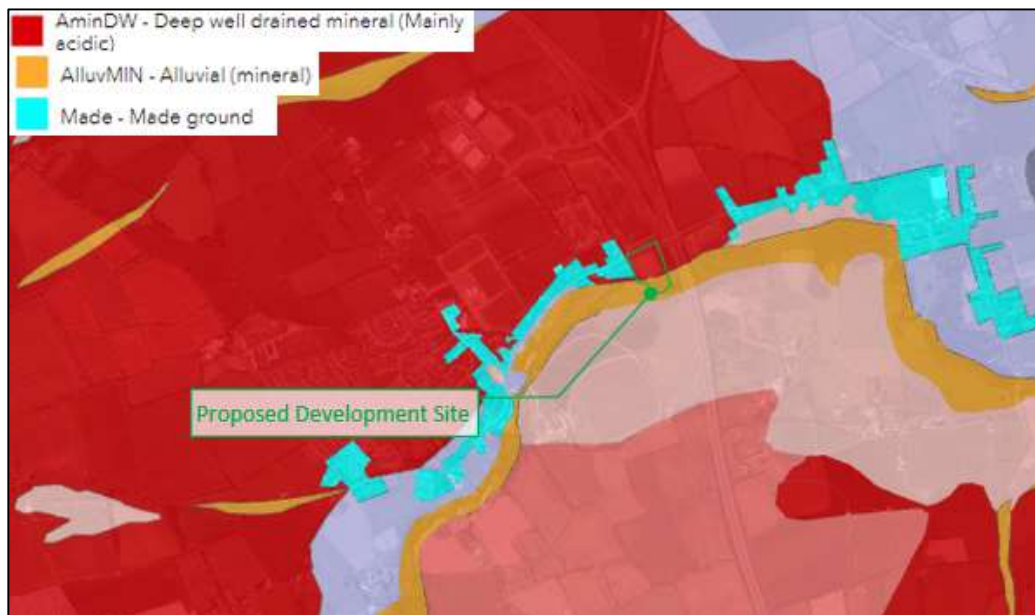 AminDW - Deep well drained mineral (Mainly
acidic)
AlluvMIN - Alluvial (mineral)
Made - Made ground
Proposed Development Site